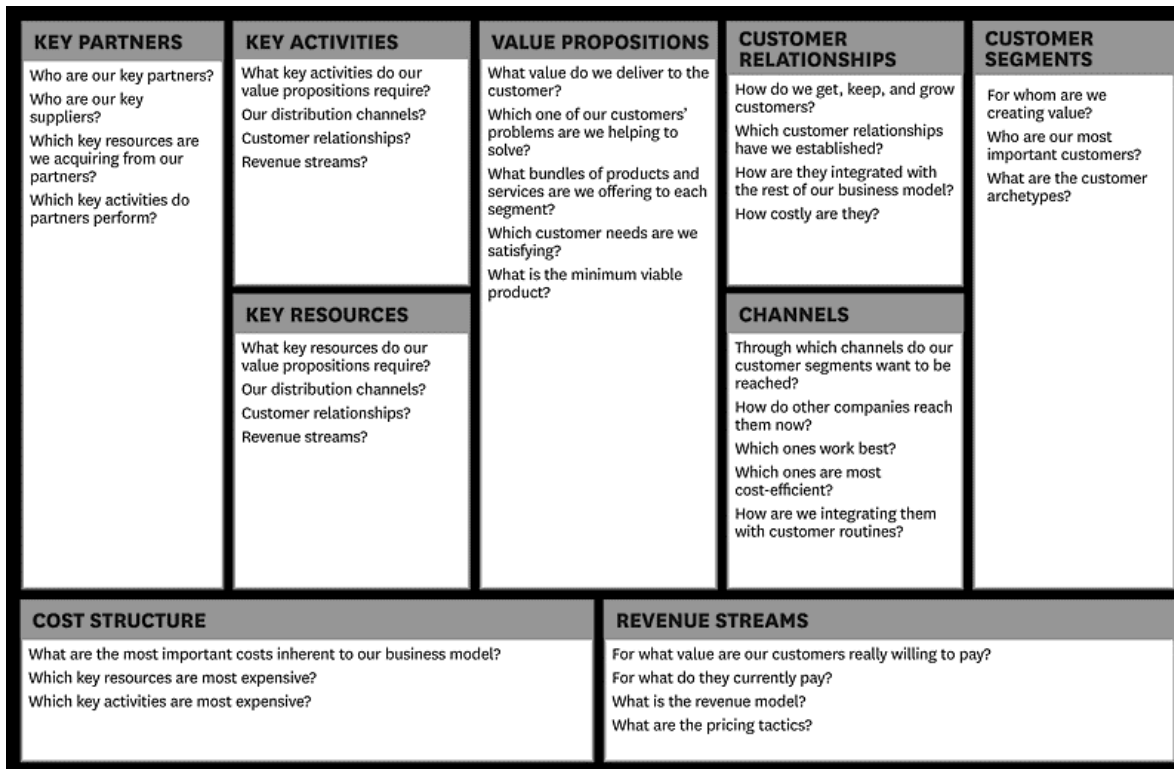 KEY PARTNERS
Who are our key partners?
Who are our key
suppliers?
Which key resources are
we acquiring from our
partners?
Which key activities do
partners perform?
KEY ACTIVITIES
What key activities do our
value propositions require?
Our distribution channels?
Customer relationships?
Revenue streams?
KEY RESOURCES
What key resources do our
value propositions require?
Our distribution channels?
Customer relationships?
Revenue streams?
VALUE PROPOSITIONS
What value do we deliver to the
customer?
Which one of our customers’
problems are we helping to
solve?
What bundles of products and
services are we offering to each
segment?
Which customer needs are we
satisfying?
What is the minimum viable
product?
CUSTOMER
RELATIONSHIPS
How do we get, keep, and grow
customers?
Which customer relationships
have we established?
How are they integrated with
the rest of our business model?
How costly are they?
CHANNELS
Through which channels do our
customer segments want to be
reached?
How do other companies reach
them now?
Which ones work best?
Which ones are most
cost-efficient?
How are we integrating them
with customer routines?
CUSTOMER
SEGMENTS
For whom are we
creating value?
Who are our most
important customers?
What are the customer
archetypes?
COST STRUCTURE
What are the most important costs inherent to our business model?
Which key resources are most expensive?
Which key activities are most expensive?
REVENUE STREAMS
For what value are our customers really willing to pay?
For what do they currently pay?
What is the revenue model?
What are the pricing tactics?